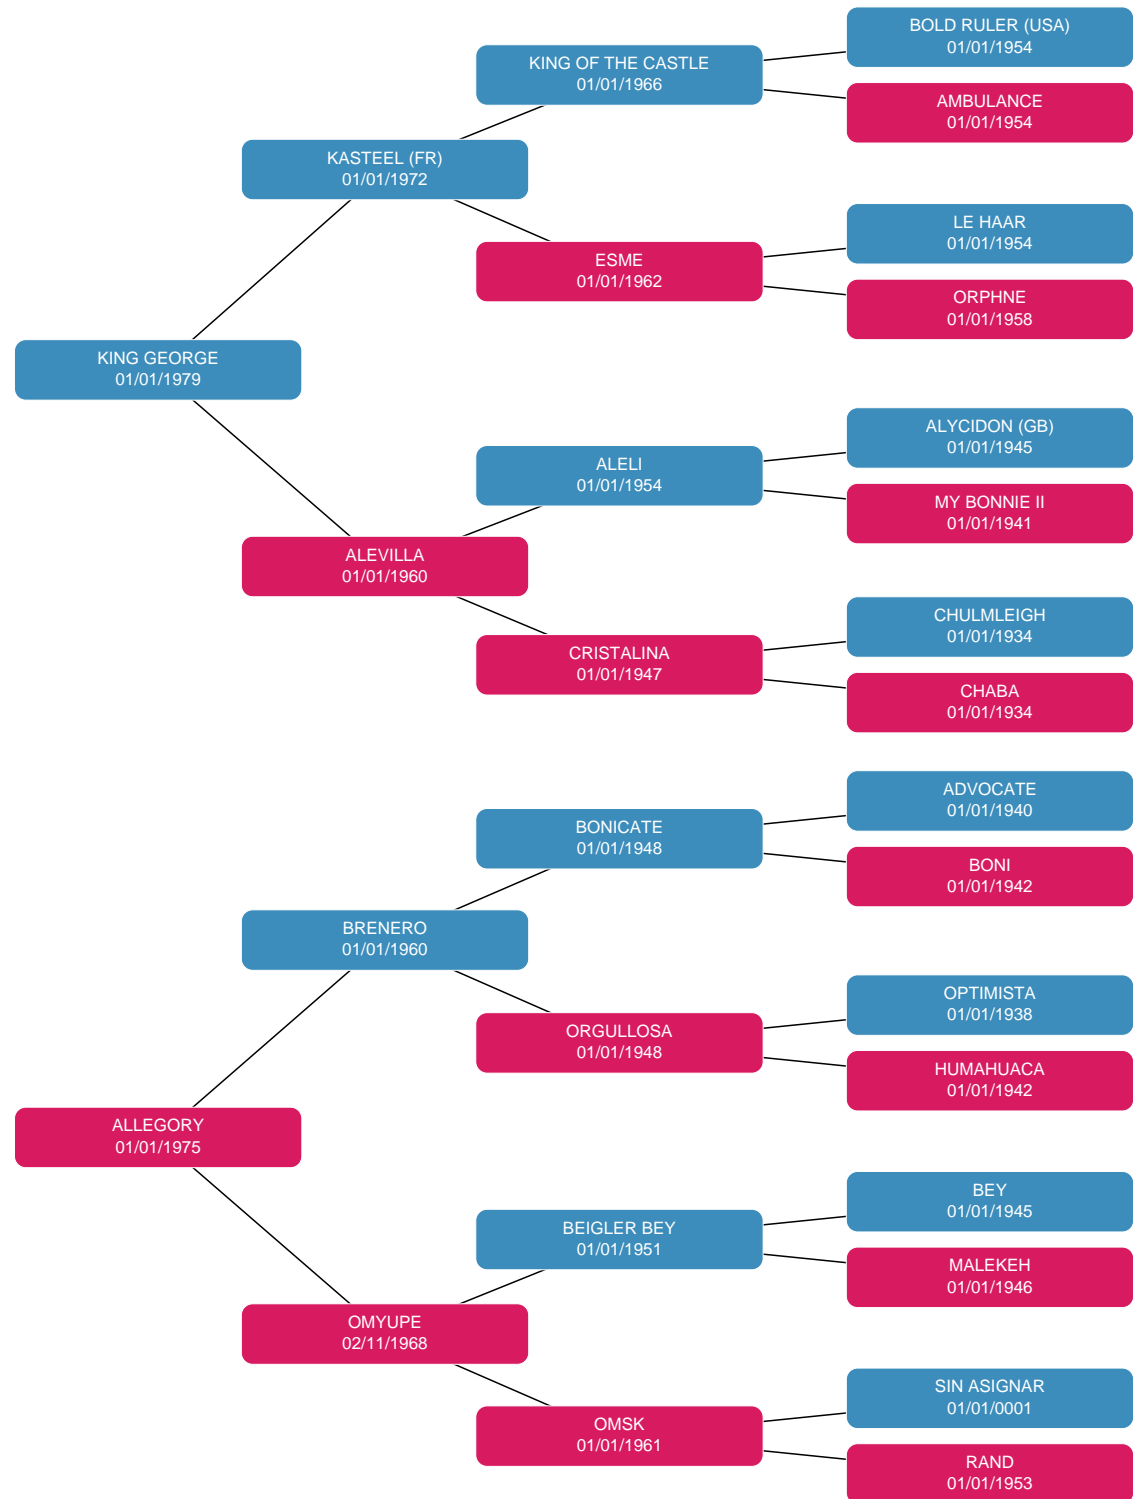 BOLD RULER (USA)
01/01/1954
KING OF THE CASTLE
01/01/1966
AMBULANCE
01/01/1954
KASTEEL (FR)
01/01/1972
LE HAAR
01/01/1954
ESME
01/01/1962
ORPHNE
01/01/1958
KING GEORGE
01/01/1979
ALYCIDON (GB)
01/01/1945
ALELI
01/01/1954
MY BONNIE II
01/01/1941
ALEVILLA
01/01/1960
CHULMLEIGH
01/01/1934
CRISTALINA
01/01/1947
CHABA
01/01/1934
ADVOCATE
01/01/1940
BONICATE
01/01/1948
BONI
01/01/1942
BRENERO
01/01/1960
OPTIMISTA
01/01/1938
ORGULLOSA
01/01/1948
HUMAHUACA
01/01/1942
ALLEGORY
01/01/1975
BEY
01/01/1945
BEIGLER BEY
01/01/1951
MALEKEH
01/01/1946
OMYUPE
02/11/1968
SIN ASIGNAR
01/01/0001
OMSK
01/01/1961
RAND
01/01/1953